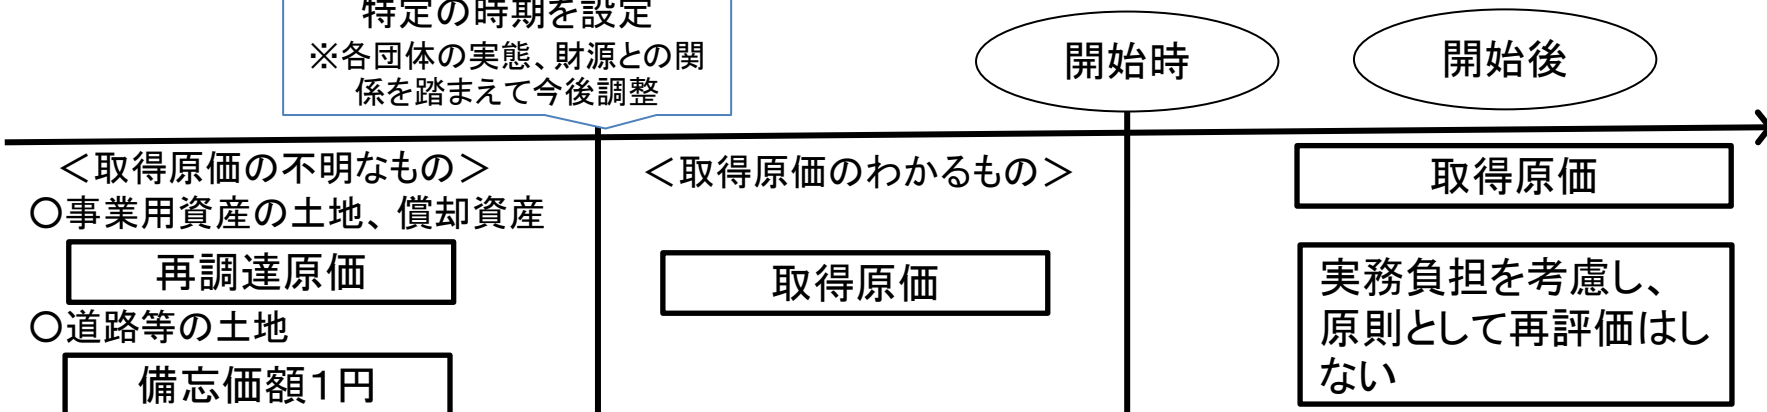 特定の時期を設定
※各団体の実態、財源との関
係を踏まえて今後調整
開始時
開始後
＜取得原価の不明なもの＞
〇事業用資産の土地、償却資産
再調達原価
〇道路等の土地
備忘価額１円
＜取得原価のわかるもの＞
取得原価
取得原価
実務負担を考慮し、
原則として再評価はし
ない